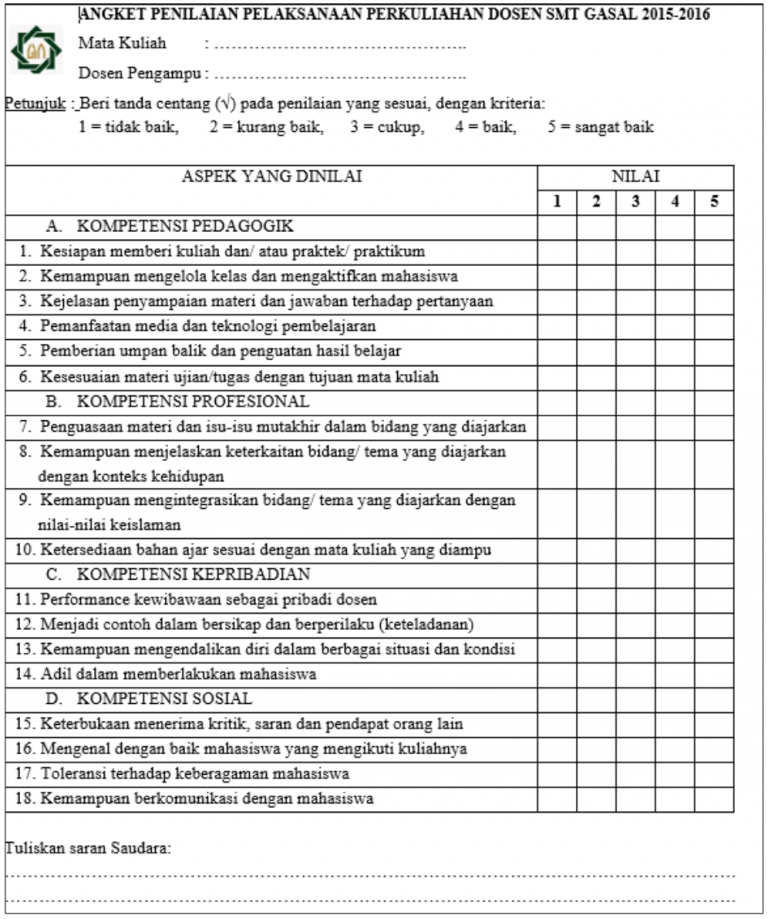 ANGKET PENILAIAN PELAKSANAAN PERKULIAHAN DOSEN SMT GASAL 2015-2016
Mata Kuliah : ……………………………………..
Dosen Pengampu : ……………………………………..
Petunjuk : Beri tanda centang (√) pada penilaian yang sesuai, dengan kriteria:
1 = tidak baik, 2 = kurang baik, 3 = cukup, 4 = baik, 5 = sangat baik
ASPEK YANG DINILAI NILAI
1 2 3 4 5
A. KOMPETENSI PEDAGOGIK
1. Kesiapan memberi kuliah dan/ atau praktek/ praktikum
2. Kemampuan mengelola kelas dan mengaktifkan mahasiswa
3. Kejelasan penyampaian materi dan jawaban terhadap pertanyaan
4. Pemanfaatan media dan teknologi pembelajaran
5. Pemberian umpan balik dan penguatan hasil belajar
6. Kesesuaian materi ujian/tugas dengan tujuan mata kuliah
B. KOMPETENSI PROFESIONAL
7. Penguasaan materi dan isu-isu mutakhir dalam bidang yang diajarkan
8. Kemampuan menjelaskan keterkaitan bidang/ tema yang diajarkan
dengan konteks kehidupan
9. Kemampuan mengintegrasikan bidang/ tema yang diajarkan dengan
nilai-nilai keislaman
10. Ketersediaan bahan ajar sesuai dengan mata kuliah yang diampu
C. KOMPETENSI KEPRIBADIAN
11. Performance kewibawaan sebagai pribadi dosen
12. Menjadi contoh dalam bersikap dan berperilaku (keteladanan)
13. Kemampuan mengendalikan diri dalam berbagai situasi dan kondisi
14. Adil dalam memberlakukan mahasiswa
D. KOMPETENSI SOSIAL
15. Keterbukaan menerima kritik, saran dan pendapat orang lain
16. Mengenal dengan baik mahasiswa yang mengikuti kuliahnya
17. Toleransi terhadap keberagaman mahasiswa
18. Kemampuan berkomunikasi dengan mahasiswa
Tuliskan saran Saudara: